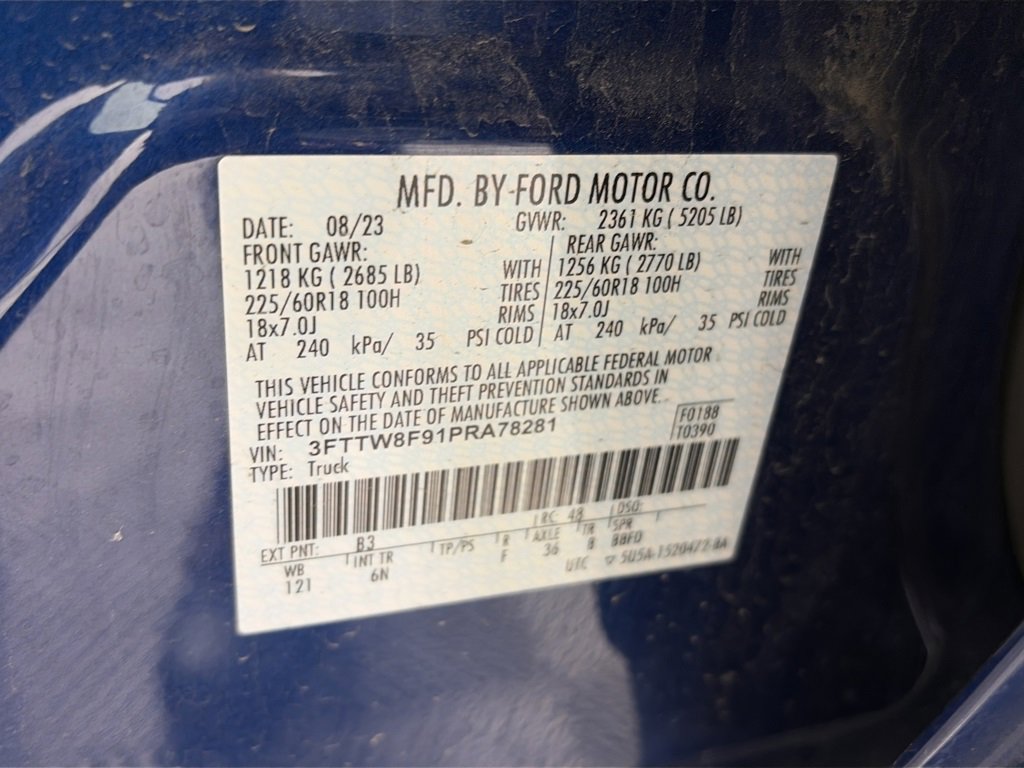 MFD. BY FORD MOTOR CO.
DATE: 08/23 GVWR: 2361 KG ( 5205 LB)
FRONT GAWR: REAR GAWR:
1218 KG ( 2685 LB) WITH 1256 KG ( 2770 LB) WITH
225/60R18 100H TIRES 225/60R18 100H TIRES
18x7.0J RIMS 18x7.0J RIMS
AT 240 kPa/ 35 PSI COLD AT 240 kPa/ 35 PSI COLD
THIS VEHICLE CONFORMS TO ALL APPLICABLE FEDERAL MOTOR
VEHICLE SAFETY AND THEFT PREVENTION STANDARDS IN
EFFECT ON THE DATE OF MANUFACTURE SHOWN ABOVE.
VIN: 3FTTW8F91PRA78281 F0188
TYPE: Truck T0390
RC: 48 DSO:
EXT PNT: B3
WB INT TR TP/PS R AXLE TR SPR
121 6N F 36 8 BBFD
UTC